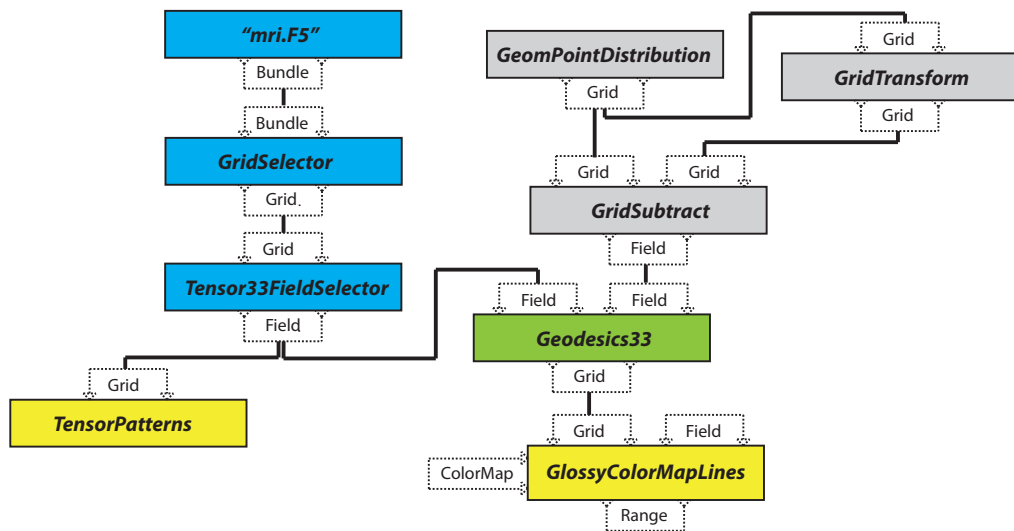 “mri.F5”
Bundle
Bundle
GridSelector
Grid.
Grid
Tensor33FieldSelector
Field
Grid
TensorPatterns
GeomPointDistribution
Grid
Grid
GridTransform
Grid
Grid
Grid
GridSubtract
Field
Field
Field
Geodesics33
Grid
Grid
Field
ColorMap
GlossyColorMapLines
Range